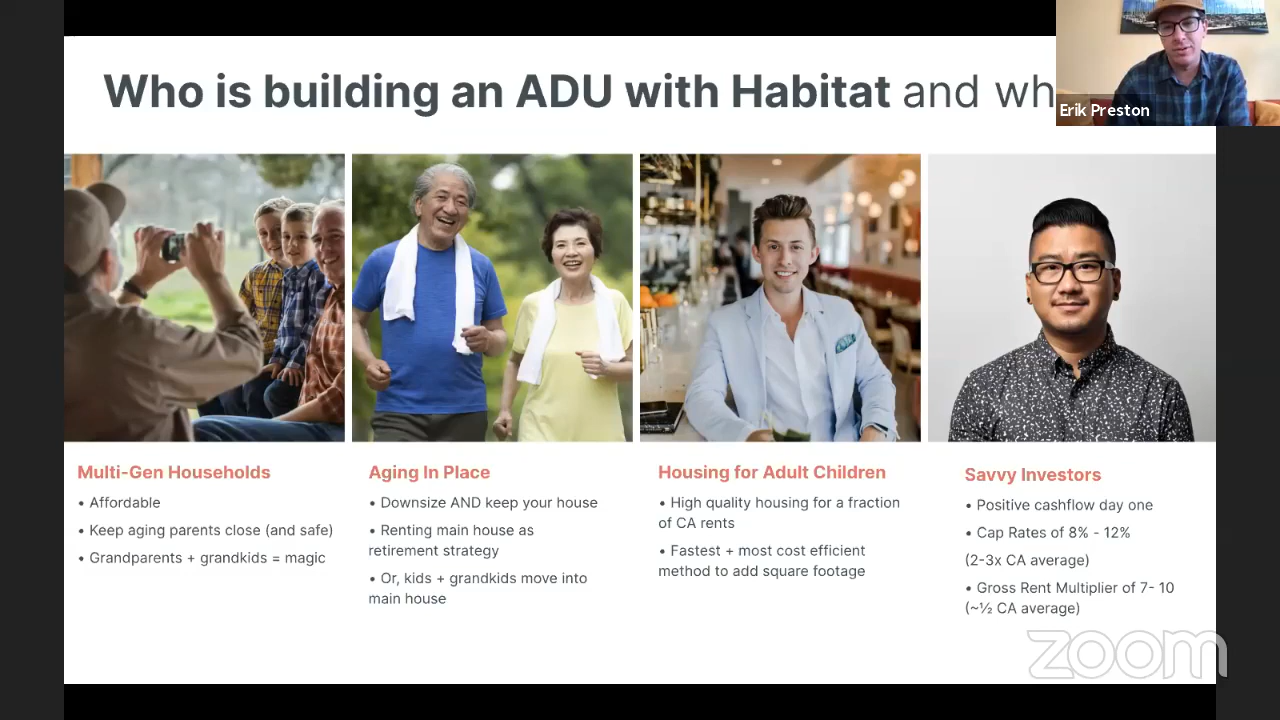 Who is building an ADU with Habitat and wh
Erik Preston
Multi-Gen Households
• Affordable
• Keep aging parents close (and safe)
• Grandparents + grandkids = magic
Aging In Place
• Downsize AND keep your house
• Renting main house as
retirement strategy
• Or, kids + grandkids move into
main house
Housing for Adult Children
• High quality housing for a fraction
of CA rents
• Fastest + most cost efficient
method to add square footage
Savvy Investors
• Positive cashflow day one
• Cap Rates of 8% - 12%
(2-3x CA average)
• Gross Rent Multiplier of 7- 10
(~½ CA average)
zoom